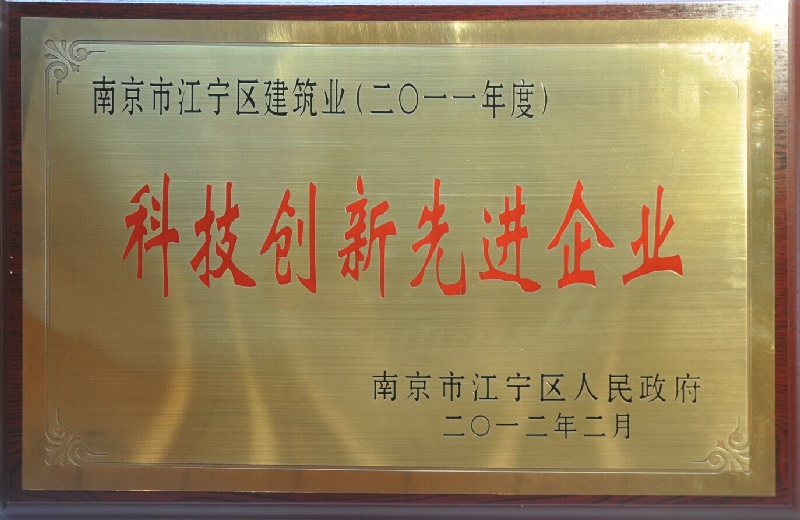 南京市江宁区建筑业(二〇一一年度)
科技创新先进企业
南京市江宁区人民政府
二〇一二年二月